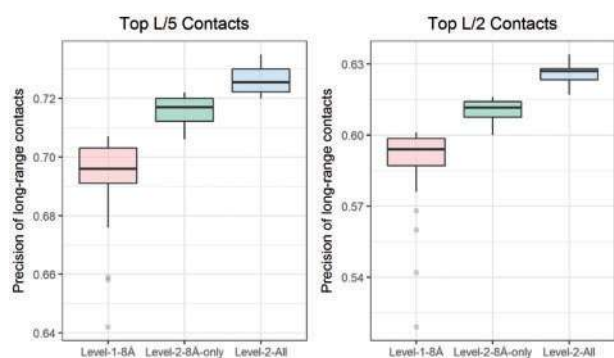 Top L/5 Contacts
Precision of long-range contacts
0.72
0.70
0.68
0.66
0.64
Level-1-8Å
Level-2-8Å-only
Level-2-All
Top L/2 Contacts
Precision of long-range contacts
0.63
0.60
0.57
0.54
Level-1-8Å
Level-2-8Å-only
Level-2-All